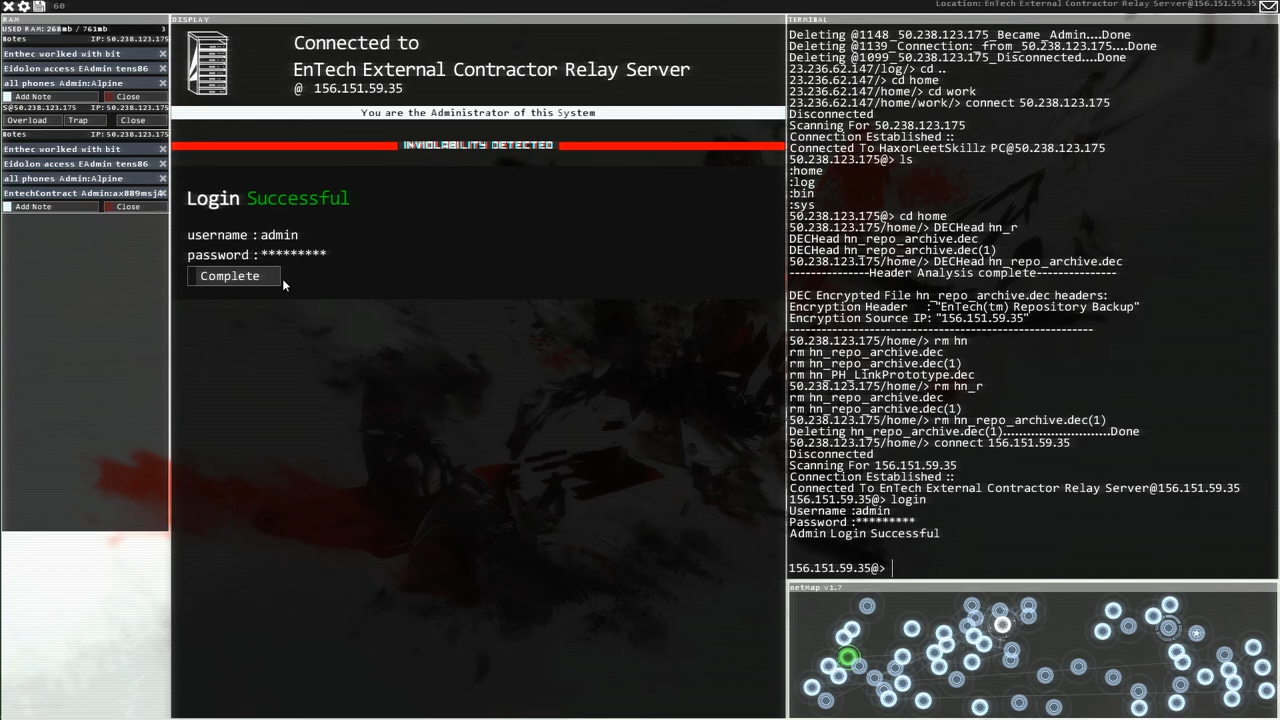 60
Location: EnTech External Contractor Relay Server@156.151.59.35
RAM
USED RAM: 268mb / 761mb 3
Notes IP: 50.238.123.175
Enthec worlked with bit
Eidolon access EAdmin tens86
all phones Admin:Alpine
Add Note Close
S@50.238.123.175 IP: 50.238.123.175
Overload Trap Close
Notes IP: 50.238.123.175
Enthec worlked with bit
Eidolon access EAdmin tens86
all phones Admin:Alpine
EntechContract Admin:ax889msj
Add Note Close
DISPLAY
Connected to
EnTech External Contractor Relay Server
@ 156.151.59.35
You are the Administrator of this System
INVIOLABILITY DETECTED
Login Successful
username : admin
password : *********
Complete
TERMINAL
Deleting @1148_50.238.123.175_Became_Admin....Done
Deleting @1139_Connection:_from_50.238.123.175....Done
Deleting @1099_50.238.123.175_Disconnected....Done
23.236.62.147/log/> cd ..
23.236.62.147/> cd home
23.236.62.147/home/> cd work
23.236.62.147/home/work/> connect 50.238.123.175
Disconnected
Scanning For 50.238.123.175
Connection Established ::
Connected To HaxorLeetSkillz PC@50.238.123.175
50.238.123.175@> ls
:home
:log
:bin
:sys
50.238.123.175@> cd home
50.238.123.175/home/> DECHead hn_r
DECHead hn_repo_archive.dec
DECHead hn_repo_archive.dec(1)
50.238.123.175/home/> DECHead hn_repo_archive.dec
---------------Header Analysis complete---------------
DEC Encrypted File hn_repo_archive.dec headers:
Encryption Header : "EnTech(tm) Repository Backup"
Encryption Source IP: "156.151.59.35"
---------------------------------------------------------
50.238.123.175/home/> rm hn
rm hn_repo_archive.dec
rm hn_repo_archive.dec(1)
rm hn_PH_LinkPrototype.dec
50.238.123.175/home/> rm hn_r
rm hn_repo_archive.dec
rm hn_repo_archive.dec(1)
50.238.123.175/home/> rm hn_repo_archive.dec(1)
Deleting hn_repo_archive.dec(1)..........................Done
50.238.123.175/home/> connect 156.151.59.35
Disconnected
Scanning For 156.151.59.35
Connection Established ::
Connected To EnTech External Contractor Relay Server@156.151.59.35
156.151.59.35@> login
Username :admin
Password :*********
Admin Login Successful
156.151.59.35@>
netMap v1.7